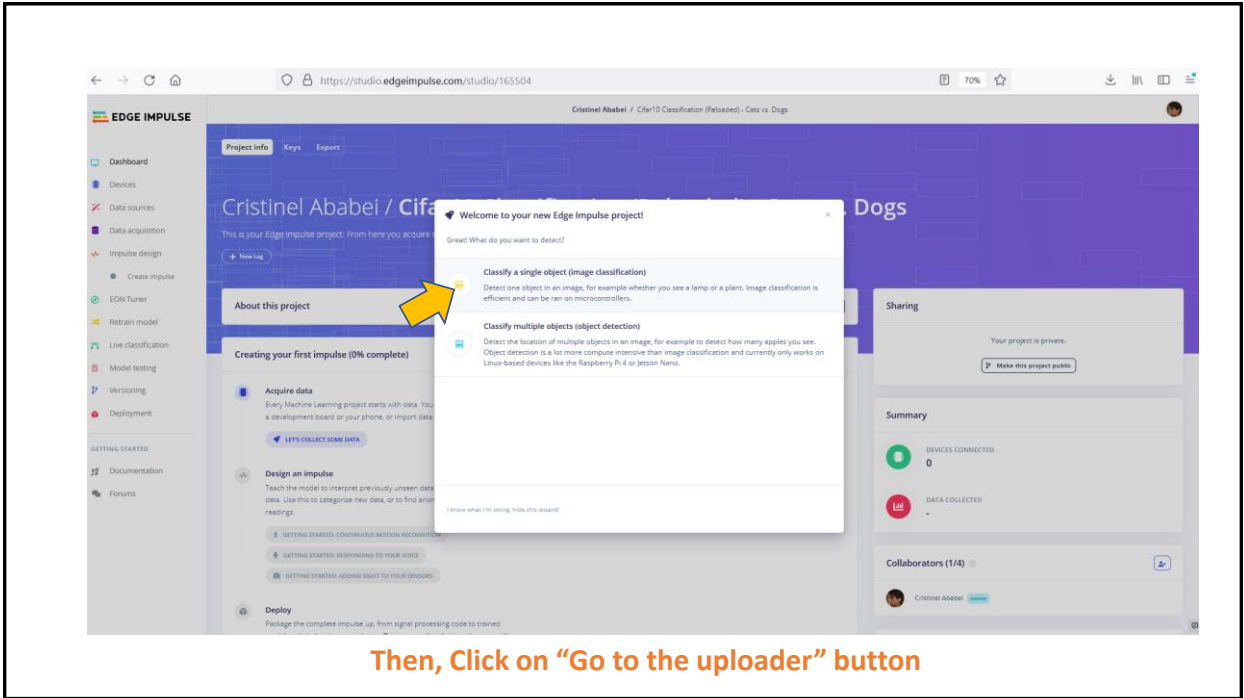 https://studio.edgeimpulse.com/studio/165504
70%
EDGE IMPULSE
Cristinel Ababei / Cifar10 Classification (Reloaded) - Cats vs. Dogs
Project info
Keys
Export
Dashboard
Devices
Data sources
Data acquisition
Impulse design
Create impulse
EON Tuner
Retrain model
Live classification
Model testing
Versioning
Deployment
GETTING STARTED
Documentation
Forums
Cristinel Ababei / Cifa
Dogs
This is your Edge Impulse project. From here you acquire
+ New tag
Welcome to your new Edge Impulse project!
×
Great! What do you want to detect?
Classify a single object (image classification)
Detect one object in an image, for example whether you see a lamp or a plant. Image classification is
efficient and can be ran on microcontrollers.
Classify multiple objects (object detection)
Detect the location of multiple objects in an image, for example to detect how many apples you see.
Object detection is a lot more compute intensive than image classification and currently only works on
Linux-based devices like the Raspberry Pi 4 or Jetson Nano.
I know what I'm doing, hide this wizard!
About this project
Creating your first impulse (0% complete)
Acquire data
Every Machine Learning project starts with data. You
a development board or your phone, or import data
LET'S COLLECT SOME DATA
Design an impulse
Teach the model to interpret previously unseen data
data. Use this to categorize new data, or to find anom
readings.
GETTING STARTED: CONTINUOUS MOTION RECOGNITION
GETTING STARTED: RESPONDING TO YOUR VOICE
GETTING STARTED: ADDING SIGHT TO YOUR SENSORS
Deploy
Package the complete impulse up, from signal processing code to trained
Sharing
Your project is private.
Make this project public
Summary
DEVICES CONNECTED
0
DATA COLLECTED
-
Collaborators (1/4)
Cristinel Ababei
Then, Click on “Go to the uploader” button